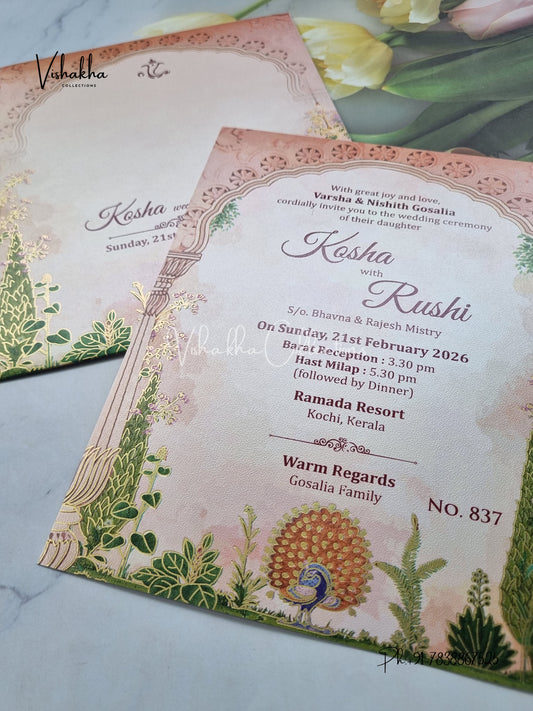 Vishakha
COLLECTIONS
Kosha
Sunday, 21st
With great joy and love,
Varsha & Nishith Gosalia
cordially invite you to the wedding ceremony
of their daughter
Kosha
with
Rushi
S/o. Bhavna & Rajesh Mistry
On Sunday, 21st February 2026
Barat Reception : 3.30 pm
Hast Milap : 5.30 pm
(followed by Dinner)
Ramada Resort
Kochi, Kerala
Warm Regards
Gosalia Family
NO. 837
Vishakha Collections